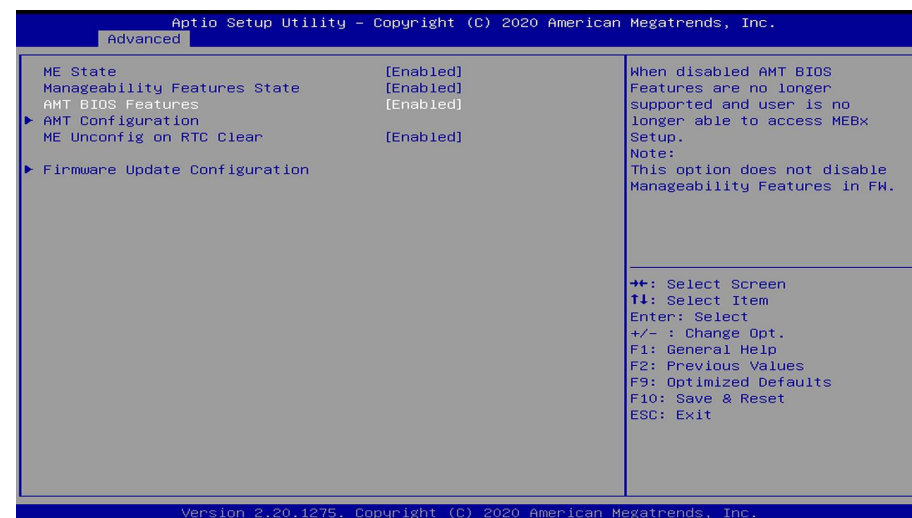 Aptio Setup Utility – Copyright (C) 2020 American Megatrends, Inc.
Advanced
ME State [Enabled]
Manageability Features State [Enabled]
AMT BIOS Features [Enabled]
▶ AMT Configuration
ME Unconfig on RTC Clear [Enabled]
▶ Firmware Update Configuration
When disabled AMT BIOS
Features are no longer
supported and user is no
longer able to access MEBx
Setup.
Note:
This option does not disable
Manageability Features in FW.
→←: Select Screen
↑↓: Select Item
Enter: Select
+/- : Change Opt.
F1: General Help
F2: Previous Values
F9: Optimized Defaults
F10: Save & Reset
ESC: Exit
Version 2.20.1275. Copyright (C) 2020 American Megatrends, Inc.